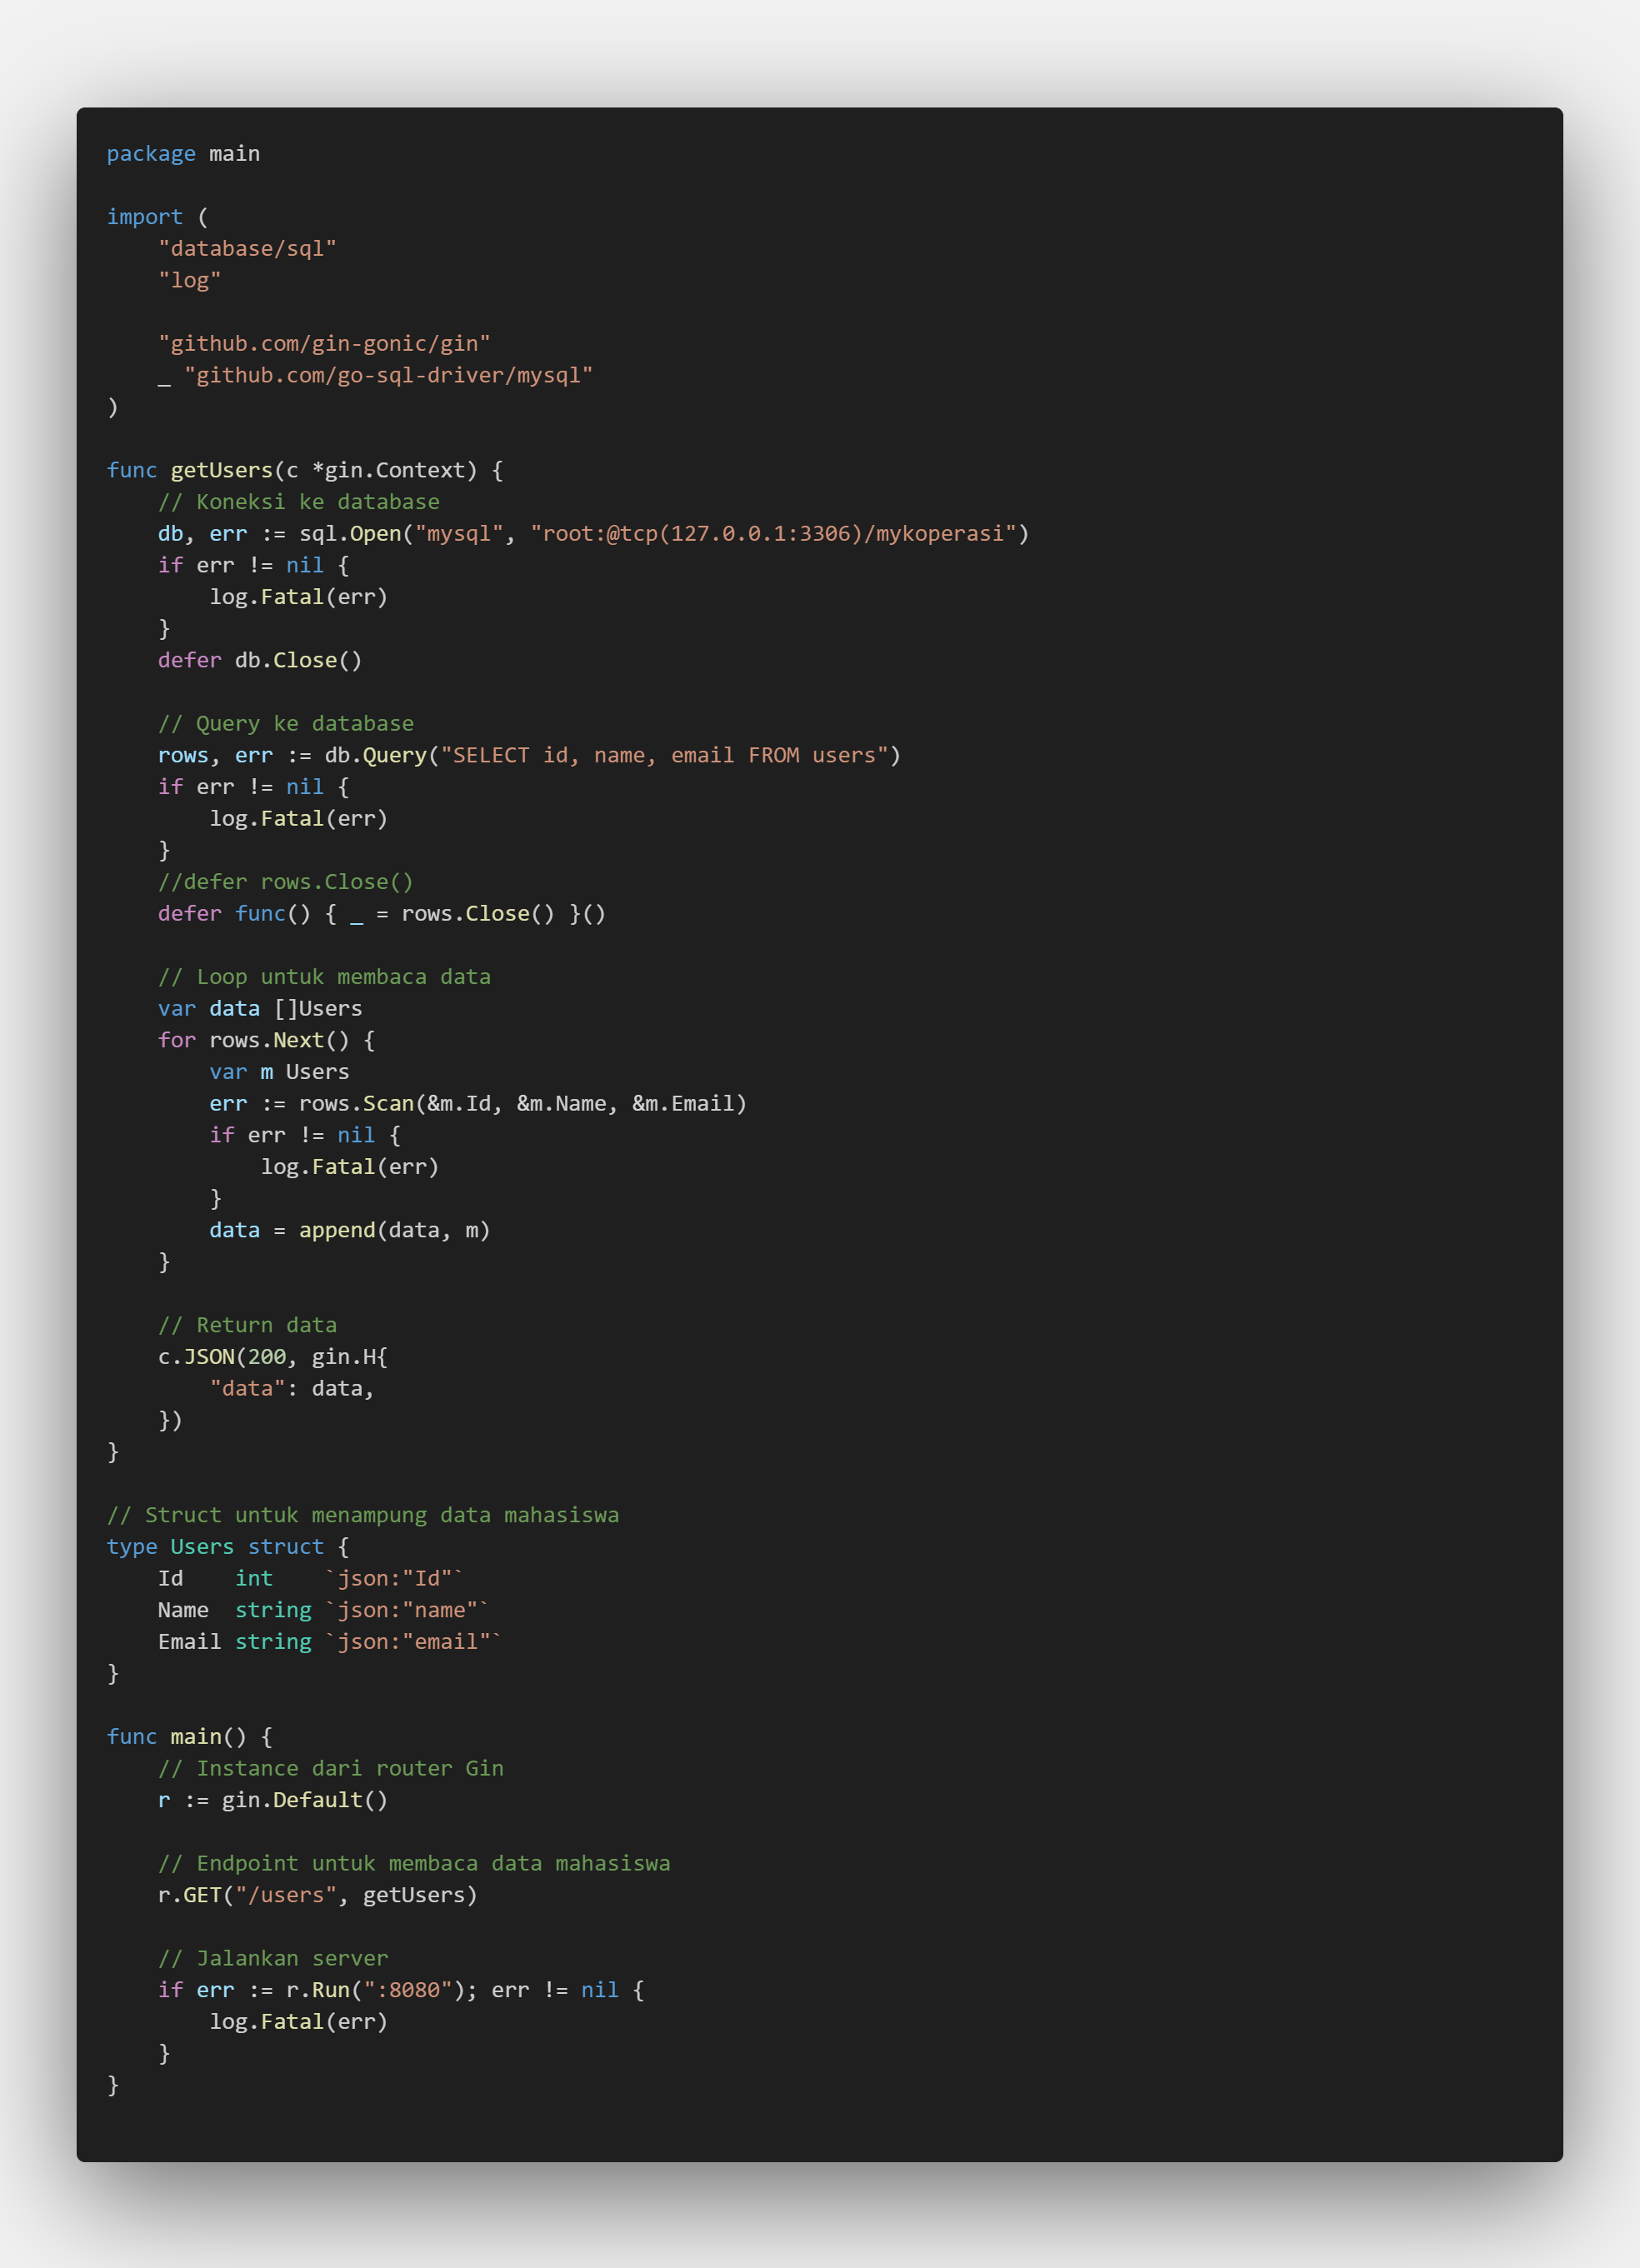 package main

import (
    "database/sql"
    "log"

    "github.com/gin-gonic/gin"
    _ "github.com/go-sql-driver/mysql"
)

func getUsers(c *gin.Context) {
    // Koneksi ke database
    db, err := sql.Open("mysql", "root:@tcp(127.0.0.1:3306)/mykoperasi")
    if err != nil {
        log.Fatal(err)
    }
    defer db.Close()

    // Query ke database
    rows, err := db.Query("SELECT id, name, email FROM users")
    if err != nil {
        log.Fatal(err)
    }
    //defer rows.Close()
    defer func() { _ = rows.Close() }()

    // Loop untuk membaca data
    var data []Users
    for rows.Next() {
        var m Users
        err := rows.Scan(&m.Id, &m.Name, &m.Email)
        if err != nil {
            log.Fatal(err)
        }
        data = append(data, m)
    }

    // Return data
    c.JSON(200, gin.H{
        "data": data,
    })
}

// Struct untuk menampung data mahasiswa
type Users struct {
    Id    int    `json:"Id"`
    Name  string `json:"name"`
    Email string `json:"email"`
}

func main() {
    // Instance dari router Gin
    r := gin.Default()

    // Endpoint untuk membaca data mahasiswa
    r.GET("/users", getUsers)

    // Jalankan server
    if err := r.Run(":8080"); err != nil {
        log.Fatal(err)
    }
}